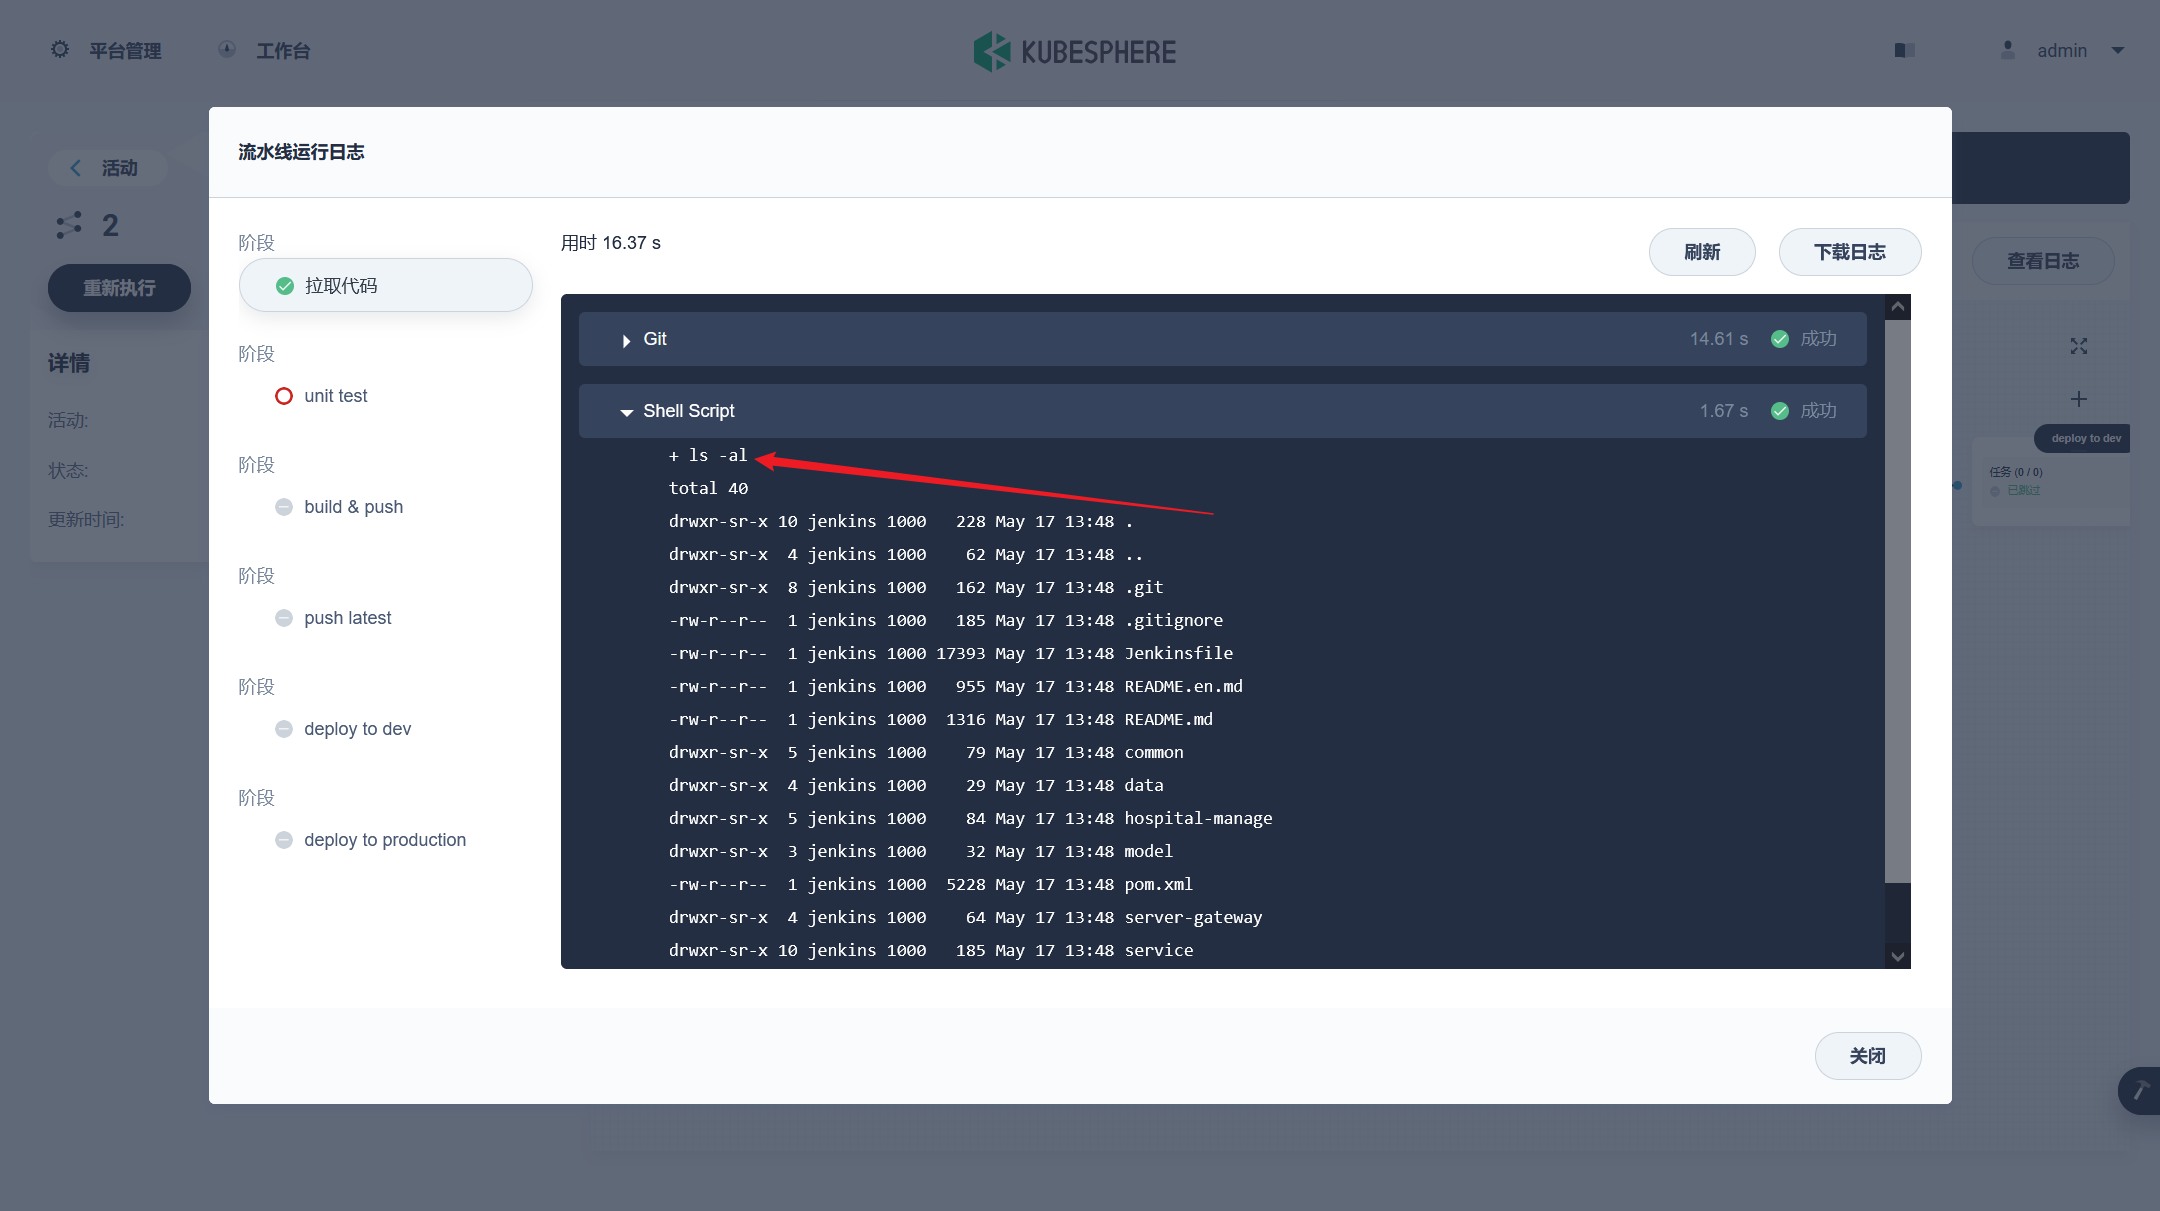 平台管理
工作台
KUBESPHERE
admin
活动
2
重新执行
详情
活动:
状态:
更新时间:
流水线运行日志
阶段
拉取代码
阶段
unit test
阶段
build & push
阶段
push latest
阶段
deploy to dev
阶段
deploy to production
用时 16.37 s
刷新
下载日志
Git 14.61 s 成功
Shell Script 1.67 s 成功
+ ls -al
total 40
drwxr-sr-x 10 jenkins 1000   228 May 17 13:48 .
drwxr-sr-x  4 jenkins 1000    62 May 17 13:48 ..
drwxr-sr-x  8 jenkins 1000   162 May 17 13:48 .git
-rw-r--r--  1 jenkins 1000   185 May 17 13:48 .gitignore
-rw-r--r--  1 jenkins 1000 17393 May 17 13:48 Jenkinsfile
-rw-r--r--  1 jenkins 1000   955 May 17 13:48 README.en.md
-rw-r--r--  1 jenkins 1000  1316 May 17 13:48 README.md
drwxr-sr-x  5 jenkins 1000    79 May 17 13:48 common
drwxr-sr-x  4 jenkins 1000    29 May 17 13:48 data
drwxr-sr-x  5 jenkins 1000    84 May 17 13:48 hospital-manage
drwxr-sr-x  3 jenkins 1000    32 May 17 13:48 model
-rw-r--r--  1 jenkins 1000  5228 May 17 13:48 pom.xml
drwxr-sr-x  4 jenkins 1000    64 May 17 13:48 server-gateway
drwxr-sr-x 10 jenkins 1000   185 May 17 13:48 service
关闭
查看日志
deploy to dev
任务 (0 / 0)
已跳过